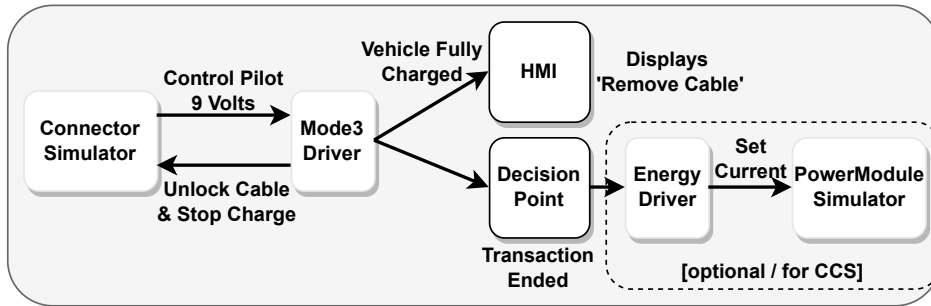 Connector
Simulator
Control Pilot
9 Volts
Unlock Cable
& Stop Charge
Mode3
Driver
Vehicle Fully
Charged
HMI
Displays
'Remove Cable'
Decision
Point
Transaction
Ended
Energy
Driver
Set
Current
PowerModule
Simulator
[optional / for CCS]